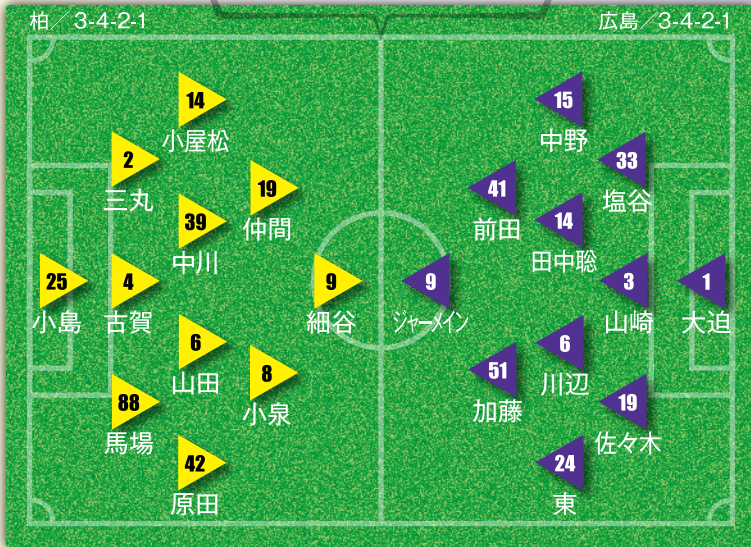 柏／3-4-2-1
広島／3-4-2-1
14
小屋松
2
三丸
19
仲間
39
中川
25
小島
4
古賀
9
細谷
6
山田
8
小泉
88
馬場
42
原田
15
中野
33
塩谷
41
前田
14
田中聡
9
ジャーメイン
3
山崎
1
大迫
6
川辺
51
加藤
19
佐々木
24
東